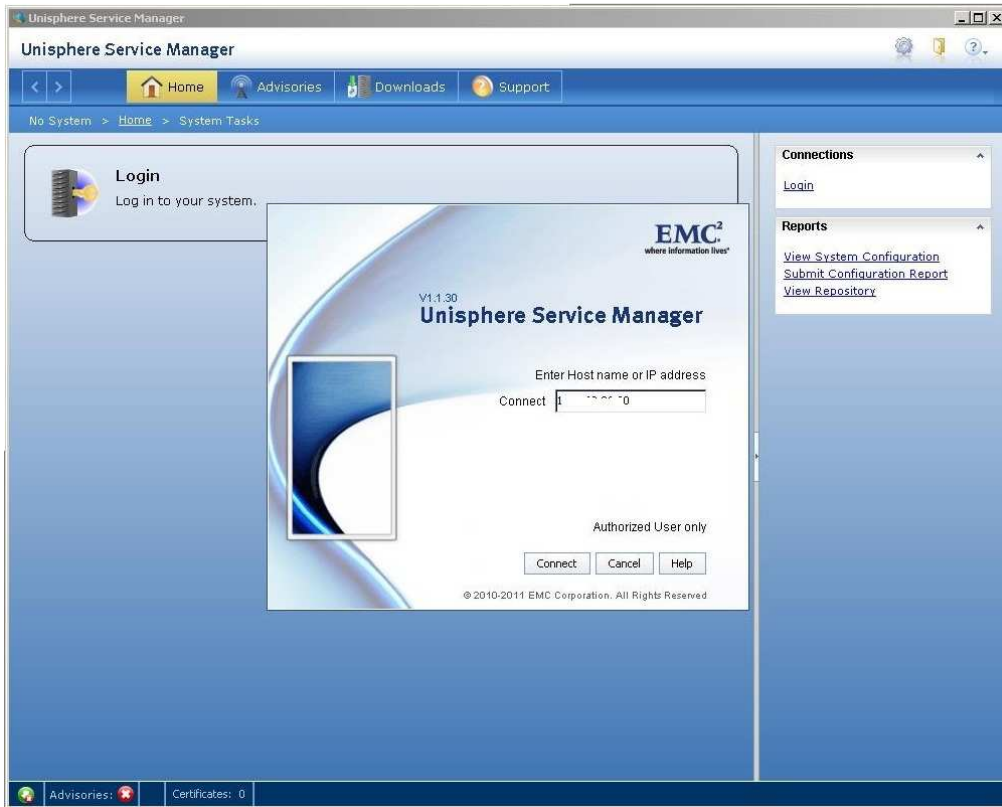 Unisphere Service Manager
Unisphere Service Manager
Home
Advisories
Downloads
Support
No System > Home > System Tasks
Login
Log in to your system.
EMC²
where information lives®
V1.1.30
Unisphere Service Manager
Enter Host name or IP address
Connect
Authorized User only
Connect
Cancel
Help
© 2010-2011 EMC Corporation. All Rights Reserved
Connections
Login
Reports
View System Configuration
Submit Configuration Report
View Repository
Advisories:
Certificates: 0